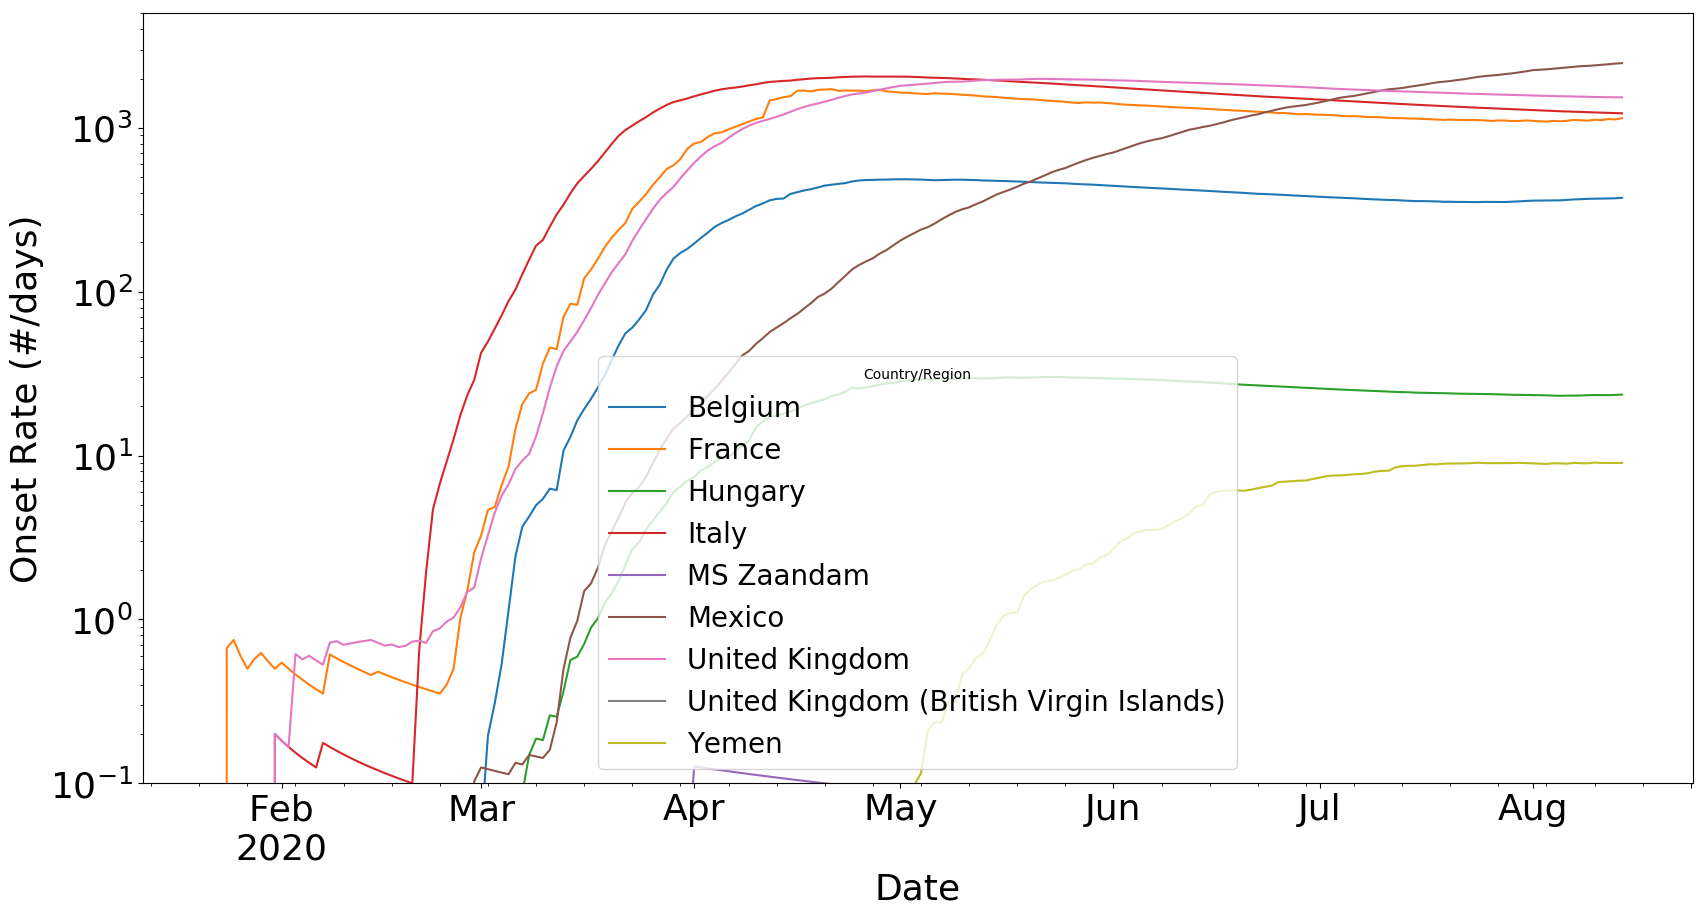 Onset Rate (#/days)
10³
10²
10¹
10⁰
10⁻¹
Country/Region
Belgium
France
Hungary
Italy
MS Zaandam
Mexico
United Kingdom
United Kingdom (British Virgin Islands)
Yemen
Feb Mar Apr May Jun Jul Aug
2020
Date